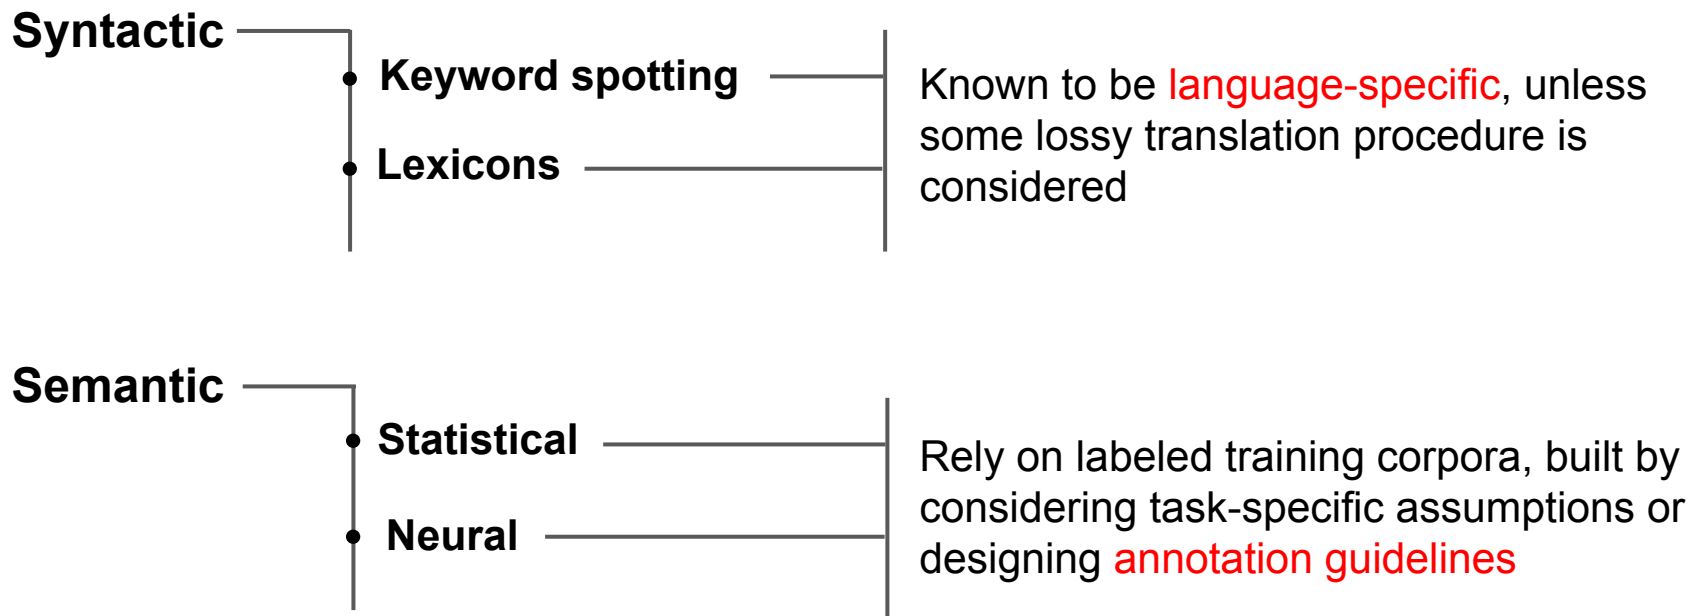 Syntactic
Keyword spotting
Lexicons
Known to be language-specific, unless
some lossy translation procedure is
considered
Semantic
Statistical
Neural
Rely on labeled training corpora, built by
considering task-specific assumptions or
designing annotation guidelines